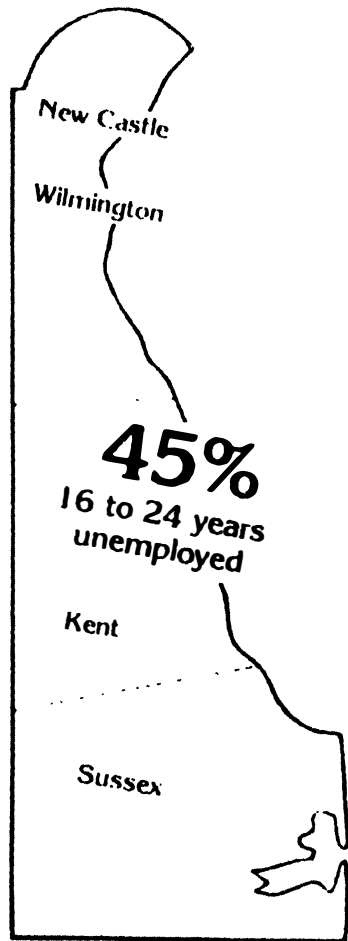 New Castle
Wilmington
45%
16 to 24 years
unemployed
Kent
Sussex